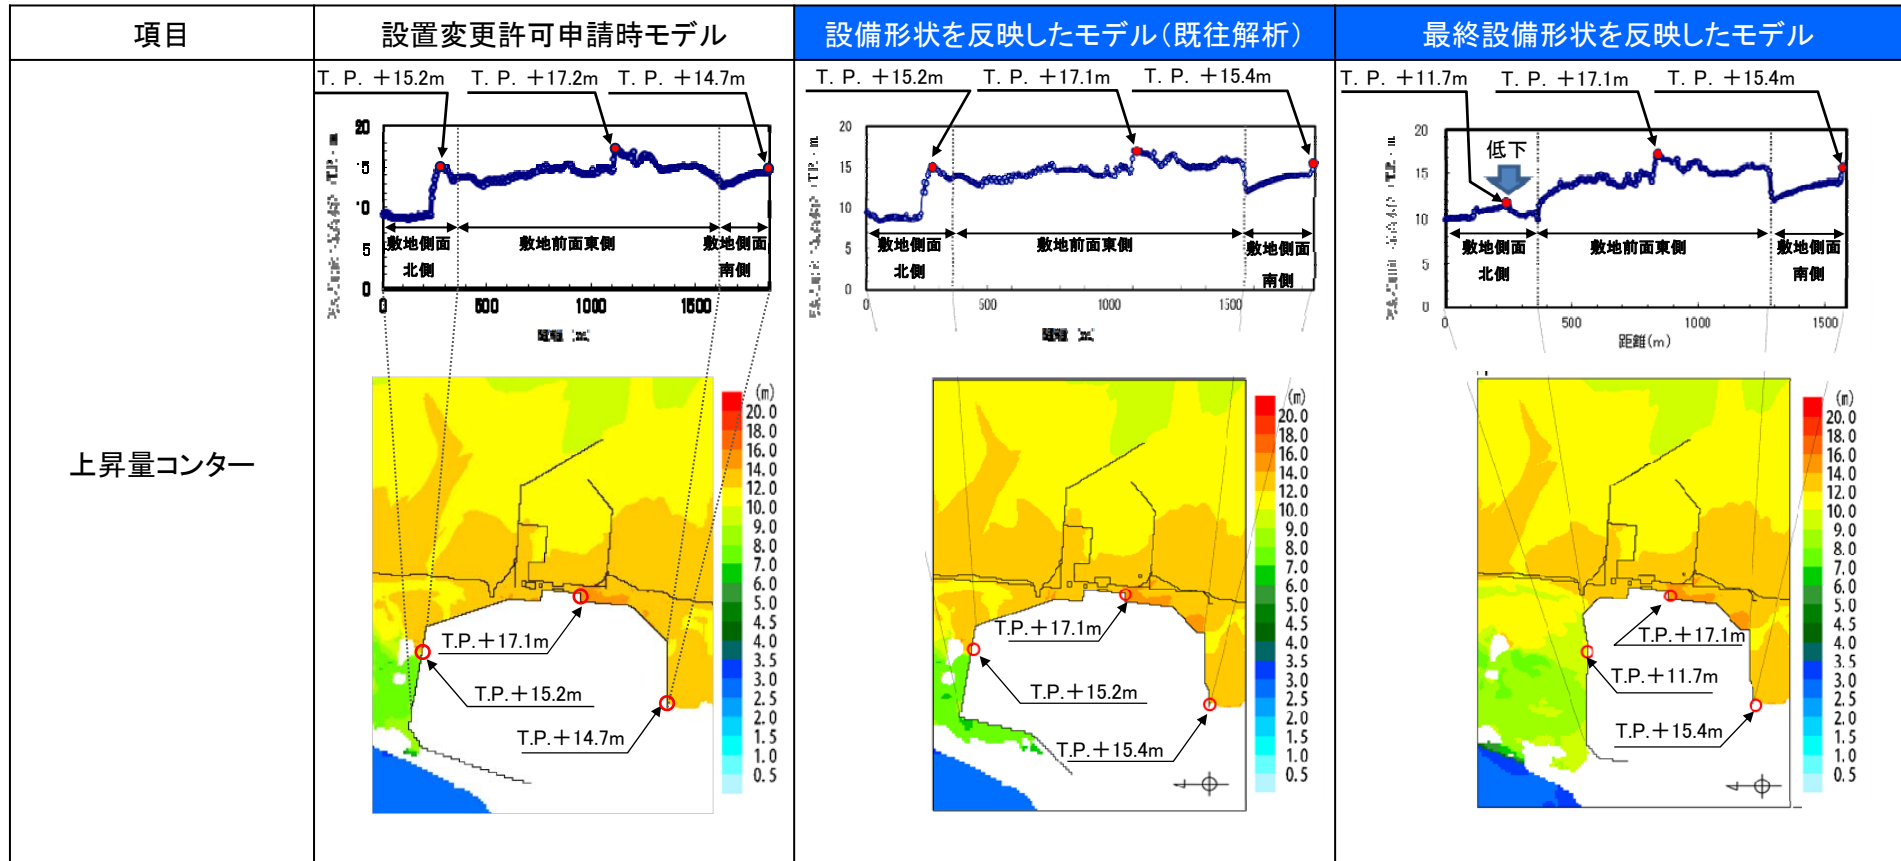 項目
設置変更許可申請時モデル
設備形状を反映したモデル（既往解析）
最終設備形状を反映したモデル
上昇量コンター
T. P. ＋15.2m
T. P. ＋17.2m
T. P. ＋14.7m
20
5
0
敷地側面
北側
敷地前面東側
敷地側面
南側
0
500
1000
1500
(m)
20.0
18.0
16.0
14.0
12.0
10.0
9.0
8.0
7.0
6.0
5.0
4.5
4.0
3.5
3.0
2.5
2.0
1.5
1.0
0.5
T.P.＋17.1m
T.P.＋15.2m
T.P.＋14.7m
T. P. ＋15.2m
T. P. ＋17.1m
T. P. ＋15.4m
20
15
10
5
0
敷地側面
北側
敷地前面東側
敷地側面
南側
0
500
1000
1500
(m)
20.0
18.0
16.0
14.0
12.0
10.0
9.0
8.0
7.0
6.0
5.0
4.5
4.0
3.5
3.0
2.5
2.0
1.5
1.0
0.5
T.P.＋17.1m
T.P.＋15.2m
T.P.＋15.4m
T. P. ＋11.7m
T. P. ＋17.1m
T. P. ＋15.4m
低下
20
15
10
5
0
敷地側面
北側
敷地前面東側
敷地側面
南側
0
500
1000
1500
距離(m)
(m)
20.0
18.0
16.0
14.0
12.0
10.0
9.0
8.0
7.0
6.0
5.0
4.5
4.0
3.5
3.0
2.5
2.0
1.5
1.0
0.5
T.P.＋17.1m
T.P.＋11.7m
T.P.＋15.4m